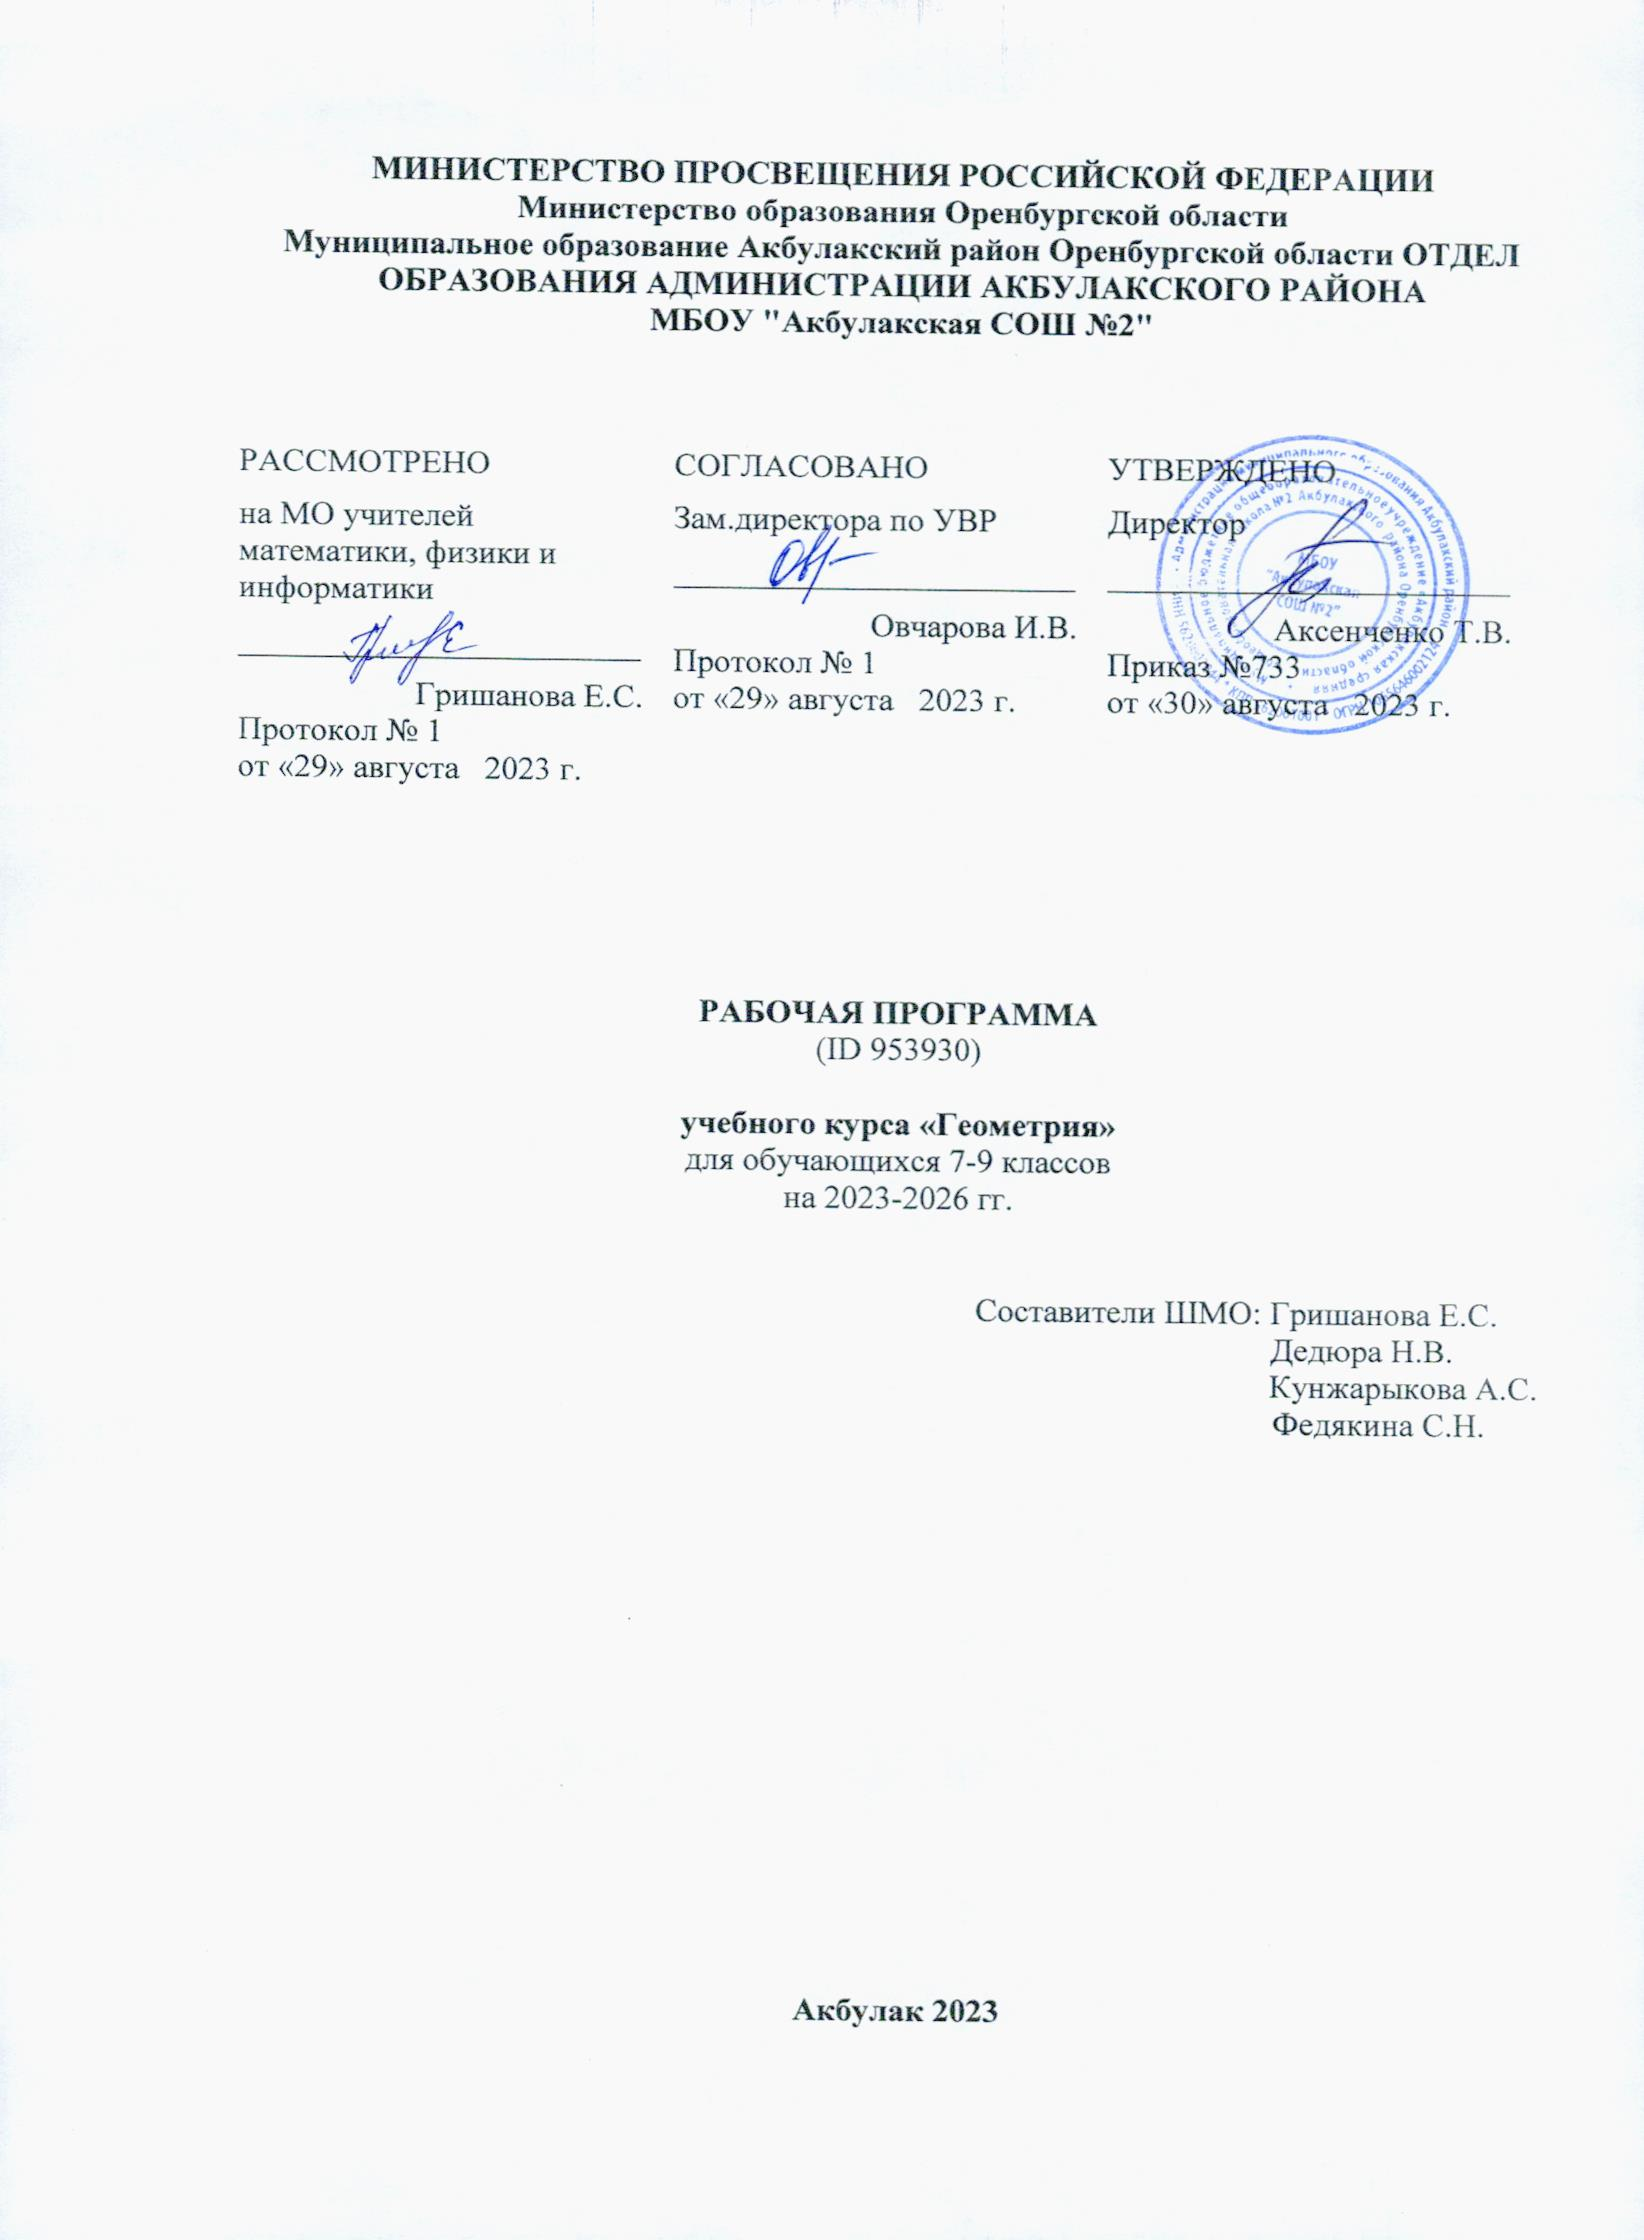 МИНИСТЕРСТВО ПРОСВЕЩЕНИЯ РОССИЙСКОЙ ФЕДЕРАЦИИ
Министерство образования Оренбургской области
Муниципальное образование Акбулакский район Оренбургской области ОТДЕЛ
ОБРАЗОВАНИЯ АДМИНИСТРАЦИИ АКБУЛАКСКОГО РАЙОНА
МБОУ "Акбулакская СОШ №2"
РАССМОТРЕНО
на МО учителей
математики, физики и
информатики
Гришанова Е.С.
Протокол № 1
от «29» августа 2023 г.
СОГЛАСОВАНО
Зам.директора по УВР
Овчарова И.В.
Протокол № 1
от «29» августа 2023 г.
УТВЕРЖДЕНО
Директор
Аксенченко Т.В.
Приказ №733
от «30» августа 2023 г.
МБОУ
"Акбулакская
СОШ №2"
РАБОЧАЯ ПРОГРАММА
(ID 953930)
учебного курса «Геометрия»
для обучающихся 7-9 классов
на 2023-2026 гг.
Составители ШМО: Гришанова Е.С.
Дедюра Н.В.
Кунжарыкова А.С.
Федякина С.Н.
Акбулак 2023